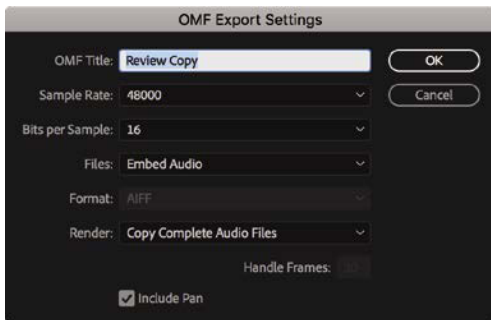 OMF Export Settings
OMF Title: Review Copy
OK
Sample Rate: 48000
Cancel
Bits per Sample: 16
Files: Embed Audio
Format: AIFF
Render: Copy Complete Audio Files
Handle Frames:
Include Pan